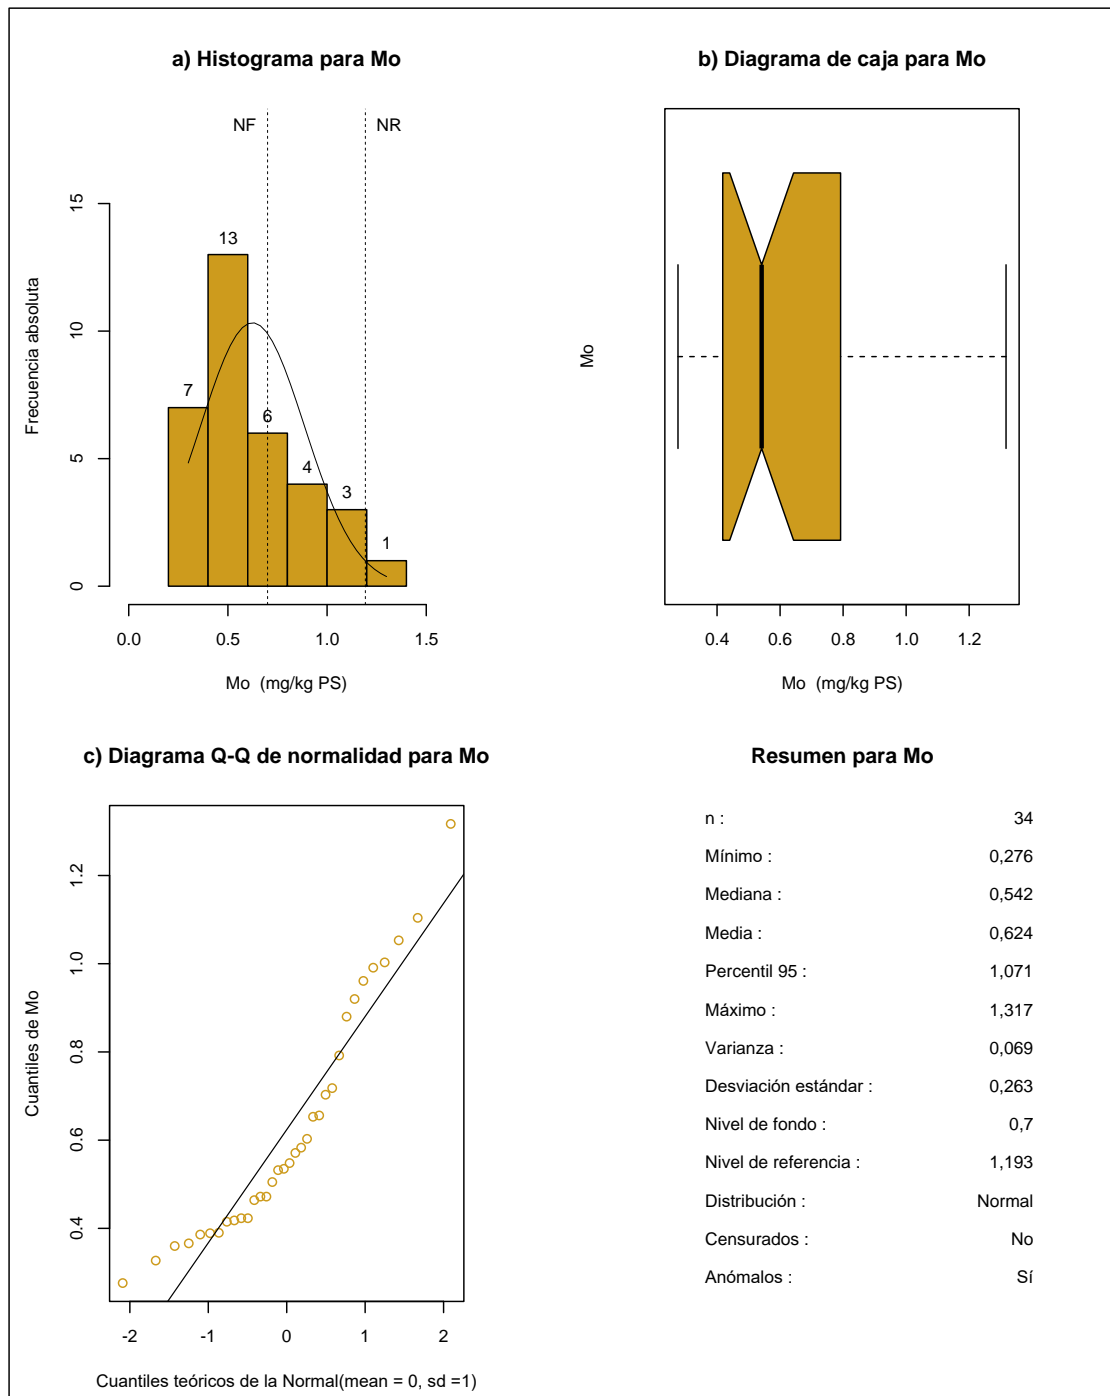 a) Histograma para Mo
NF
NR
Frecuencia absoluta
15
10
5
0
7
13
6
4
3
1
0.0 0.5 1.0 1.5
Mo (mg/kg PS)
b) Diagrama de caja para Mo
Mo
0.4 0.6 0.8 1.0 1.2
Mo (mg/kg PS)
c) Diagrama Q-Q de normalidad para Mo
Cuantiles de Mo
1.2
1.0
0.8
0.6
0.4
-2 -1 0 1 2
Cuantiles teóricos de la Normal(mean = 0, sd =1)
Resumen para Mo
n : 34
Mínimo : 0,276
Mediana : 0,542
Media : 0,624
Percentil 95 : 1,071
Máximo : 1,317
Varianza : 0,069
Desviación estándar : 0,263
Nivel de fondo : 0,7
Nivel de referencia : 1,193
Distribución : Normal
Censurados : No
Anómalos : Sí